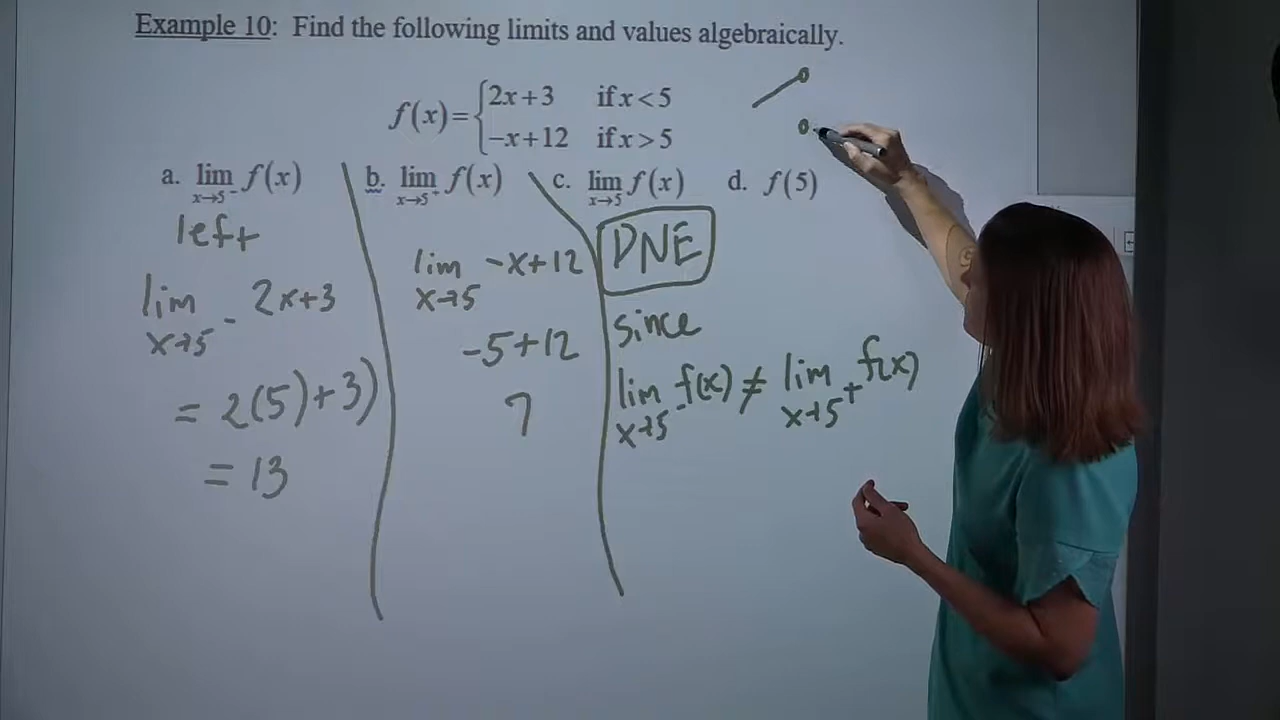 Example 10: Find the following limits and values algebraically.
f(x)= { 2x+3 if x < 5
−x+12 if x > 5
a. lim x→5⁻ f(x) b. lim x→5⁺ f(x) c. lim x→5 f(x) d. f(5)
left
lim x→5⁻ 2x+3
= 2(5)+3)
= 13
lim x→5 -x+12
-5+12
7
DNE
since
lim x→5⁻ f(x) ≠ lim x→5⁺ f(x)